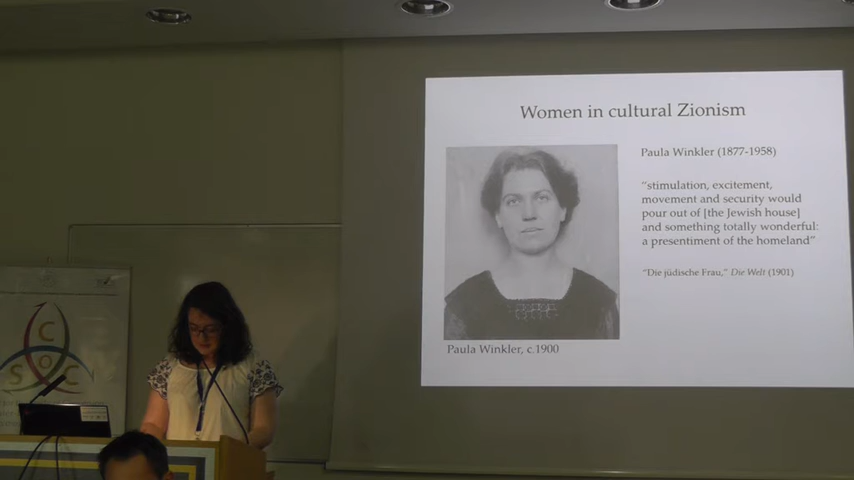 Women in cultural Zionism
Paula Winkler (1877-1958)
"stimulation, excitement,
movement and security would
pour out of [the Jewish house]
and something totally wonderful:
a presentiment of the homeland"
"Die jüdische Frau," Die Welt (1901)
Paula Winkler, c.1900
C
O
S C